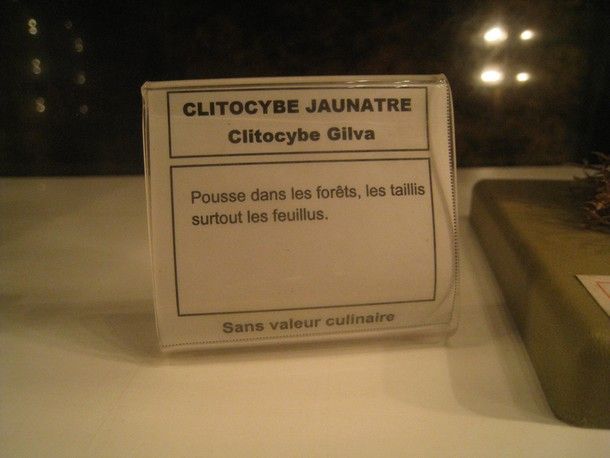 CLITOCYBE JAUNATRE
Clitocybe Gilva
Pousse dans les forêts, les taillis
surtout les feuillus.
Sans valeur culinaire